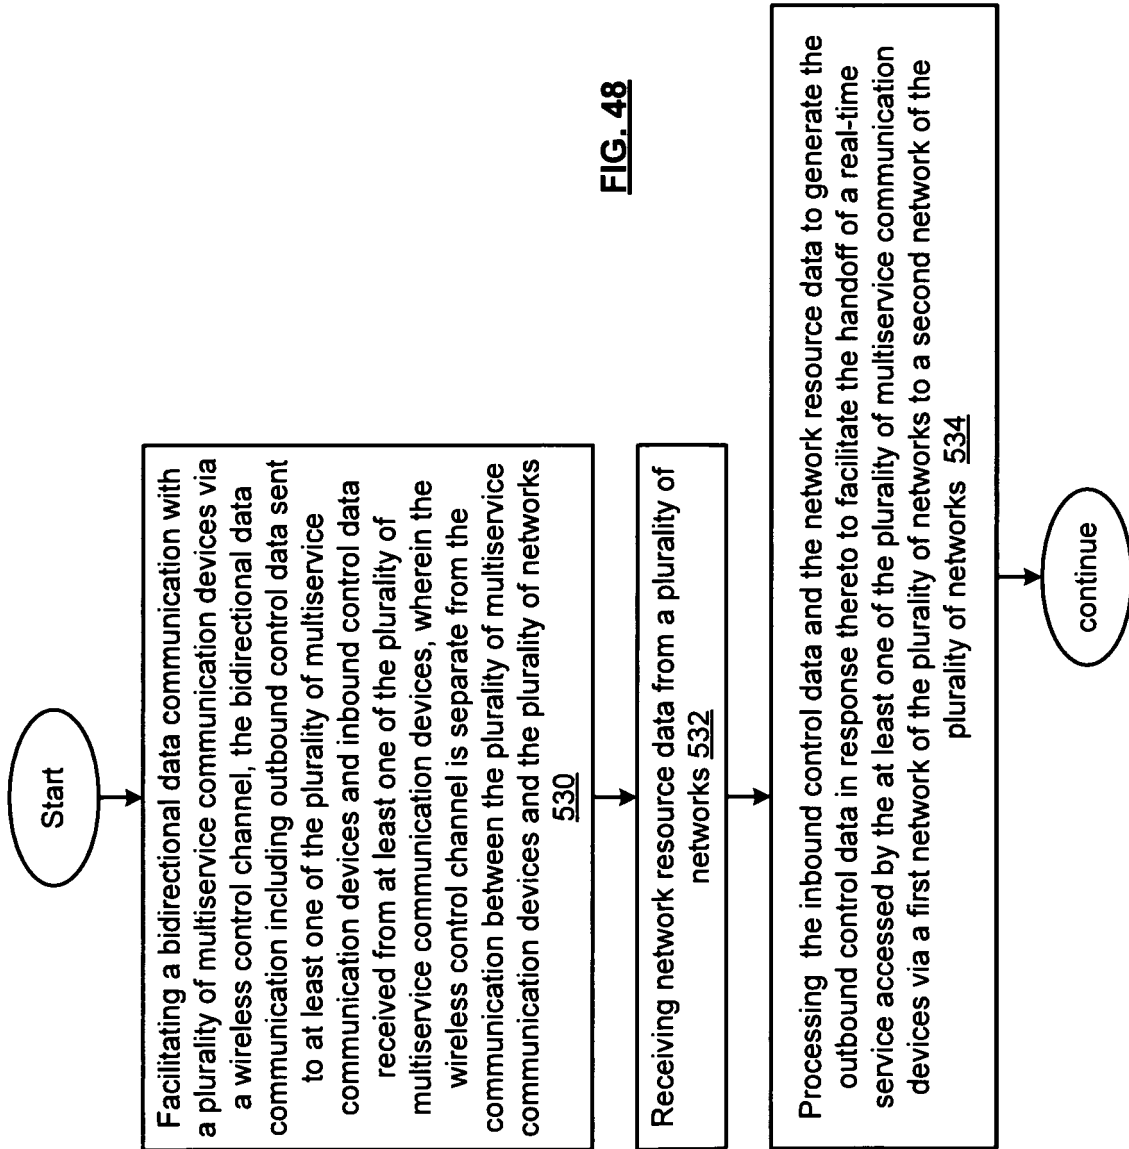 Start
Facilitating a bidirectional data communication with
a plurality of multiservice communication devices via
a wireless control channel, the bidirectional data
communication including outbound control data sent
to at least one of the plurality of multiservice
communication devices and inbound control data
received from at least one of the plurality of
multiservice communication devices, wherein the
wireless control channel is separate from the
communication between the plurality of multiservice
communication devices and the plurality of networks
530
Receiving network resource data from a plurality of
networks 532
Processing the inbound control data and the network resource data to generate the
outbound control data in response thereto to facilitate the handoff of a real-time
service accessed by the at least one of the plurality of multiservice communication
devices via a first network of the plurality of networks to a second network of the
plurality of networks 534
continue
FIG. 48